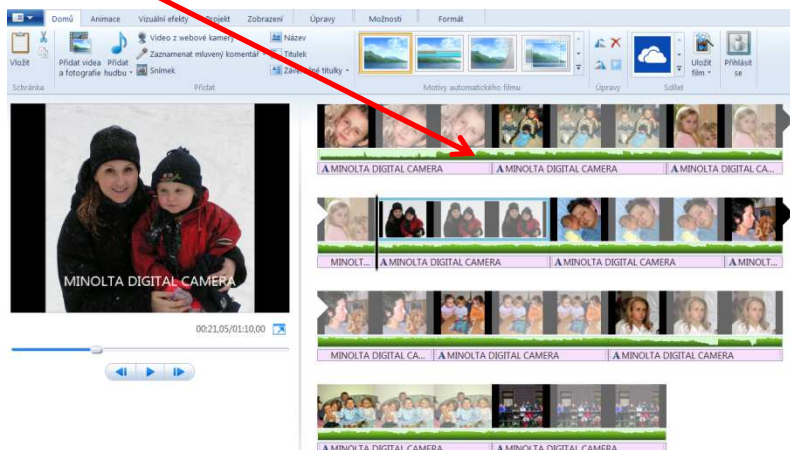 Domů Animace Vizuální efekty Projekt Zobrazení Úpravy Možnosti Formát
Vložit
Přidat videa a fotografie
Přidat hudbu
Video z webové kamery
Zaznamenat mluvený komentář
Snímek
Název
Titulek
Závěrečné titulky
Uložit film
Přihlásit se
Schránka Přidat Motivy automatického filmu Úpravy Sdílet
A MINOLTA DIGITAL CAMERA A MINOLTA DIGITAL CAMERA A MINOLTA DIGITAL CA...
MINOLT... A MINOLTA DIGITAL CAMERA A MINOLTA DIGITAL CAMERA A MINOLT...
MINOLTA DIGITAL CAMERA
00:21,05/01:10,00
MINOLTA DIGITAL CA... A MINOLTA DIGITAL CAMERA A MINOLTA DIGITAL CAMERA
A MINOLTA DIGITAL CAMERA A MINOLTA DIGITAL CAMERA